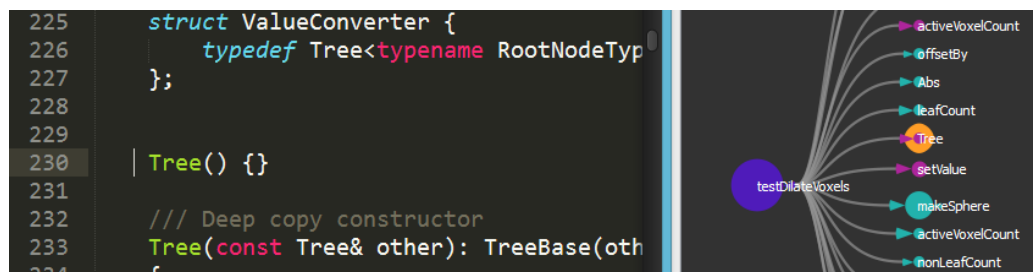 225 struct ValueConverter {
226 typedef Tree<typename RootNodeTyp
227 };
228
229
230 Tree() {}
231
232 /// Deep copy constructor
233 Tree(const Tree& other): TreeBase(oth
234 {
testDilateVoxels
activeVoxelCount
offsetBy
Abs
leafCount
Tree
setValue
makeSphere
activeVoxelCount
nonLeafCount